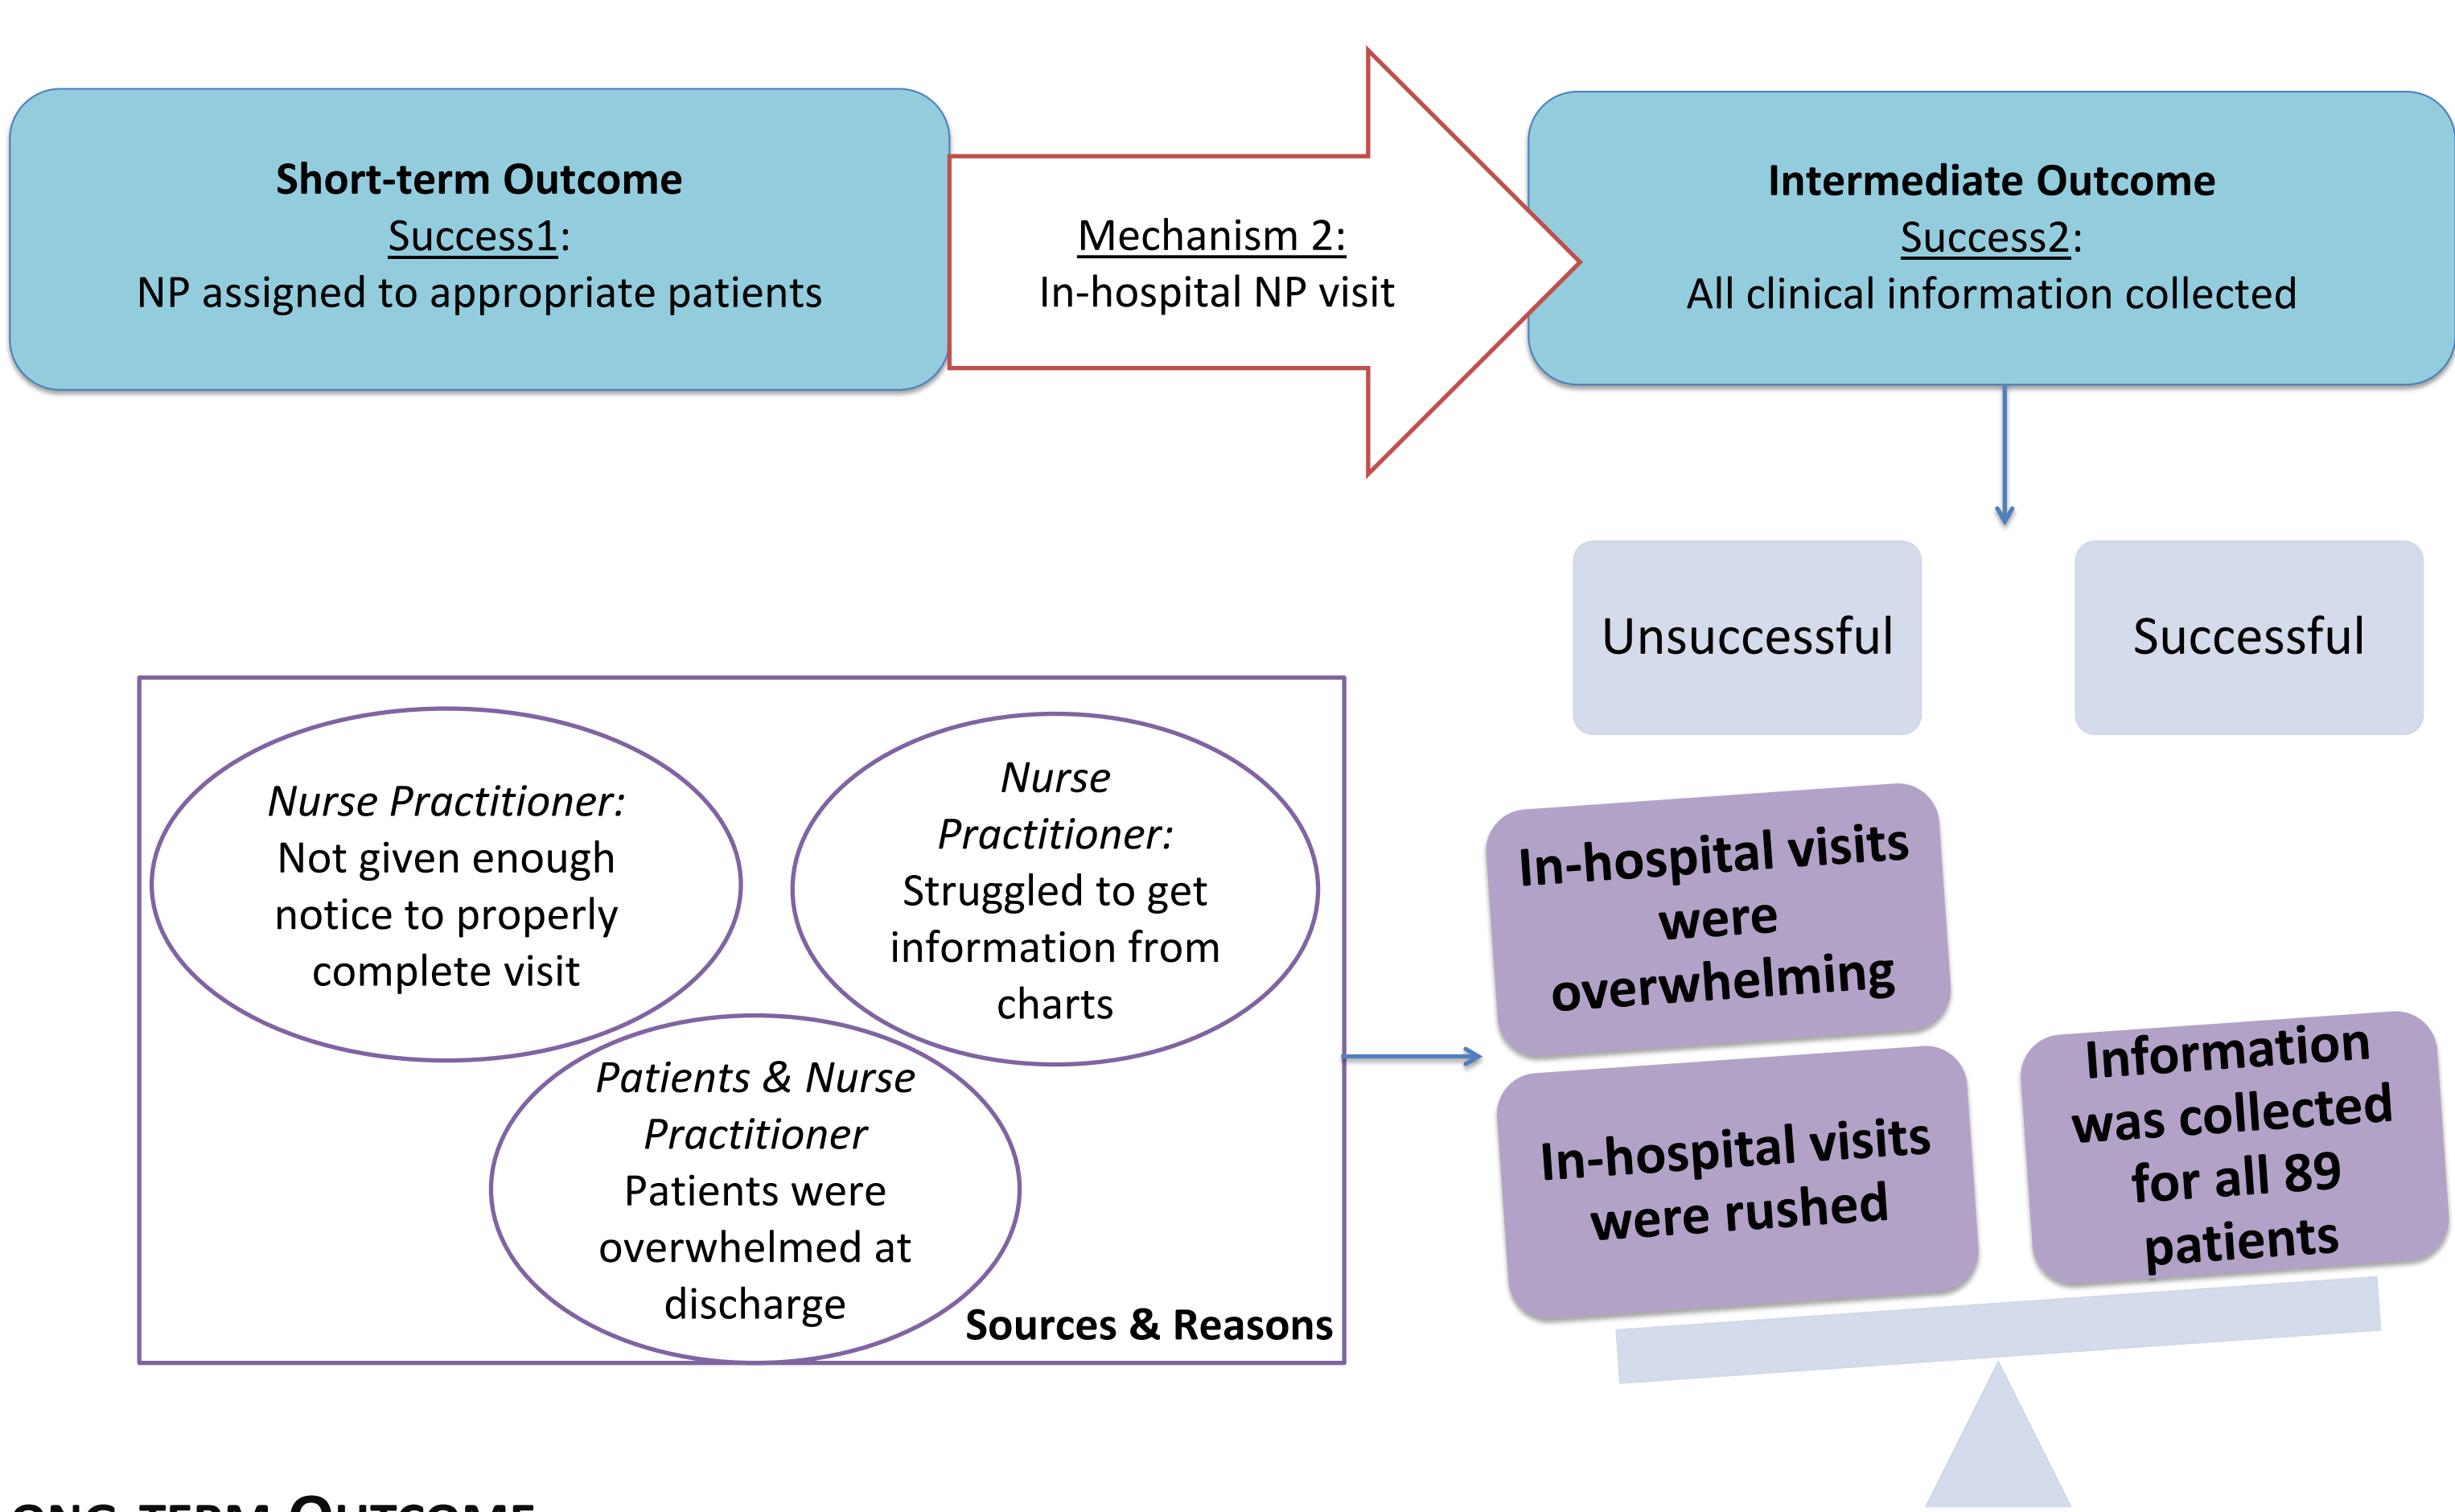 Short-term Outcome
Success1:
NP assigned to appropriate patients
Mechanism 2:
In-hospital NP visit
Intermediate Outcome
Success2:
All clinical information collected
Unsuccessful
Successful
Nurse Practitioner:
Not given enough
notice to properly
complete visit
Nurse
Practitioner:
Struggled to get
information from
charts
Patients & Nurse
Practitioner
Patients were
overwhelmed at
discharge
Sources & Reasons
In-hospital visits
were
overwhelming
In-hospital visits
were rushed
Information
was collected
for all 89
patients
ONG-TERM OUTCOME